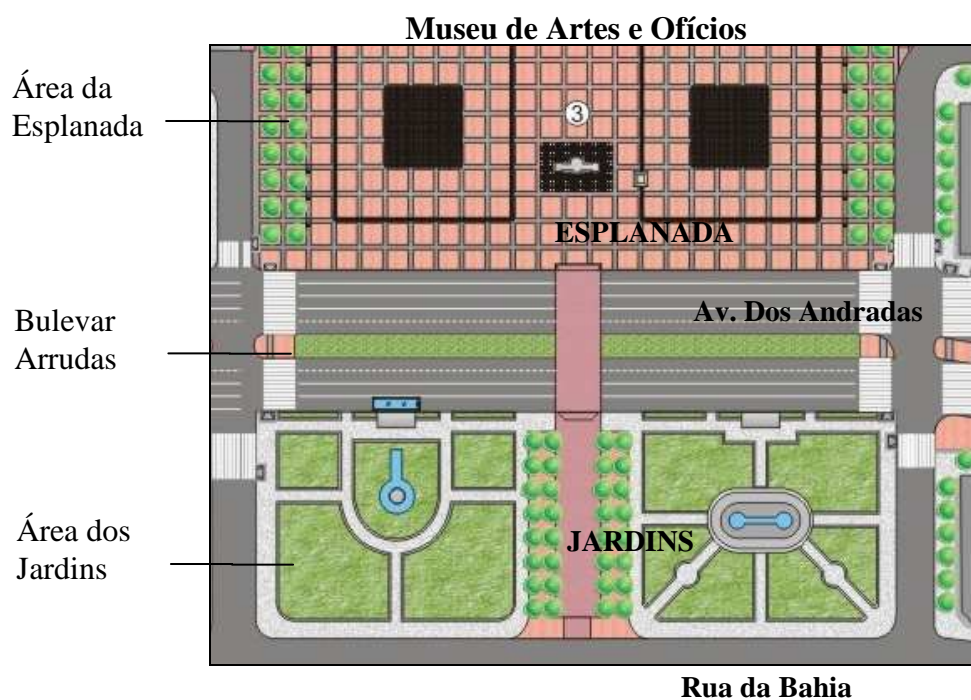 Museu de Artes e Ofícios
Área da
Esplanada
3
ESPLANADA
Bulevar
Arrudas
Av. Dos Andradas
Área dos
Jardins
JARDINS
Rua da Bahia